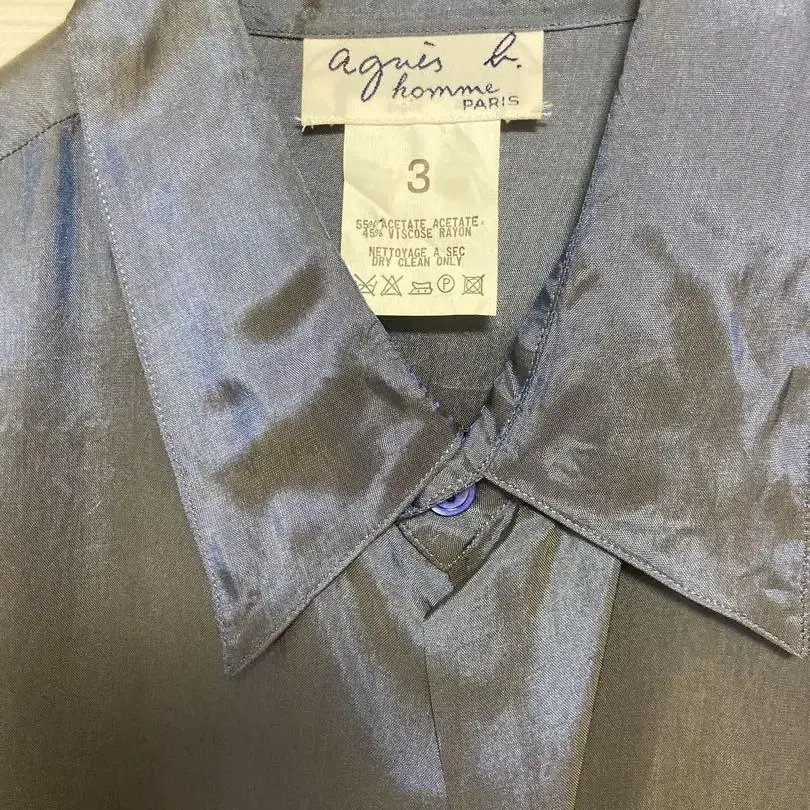 agnès b.
homme
PARIS
3
55% ACETATE ACETATE
45% VISCOSE RAYON
NETTOYAGE A SEC
DRY CLEAN ONLY
P